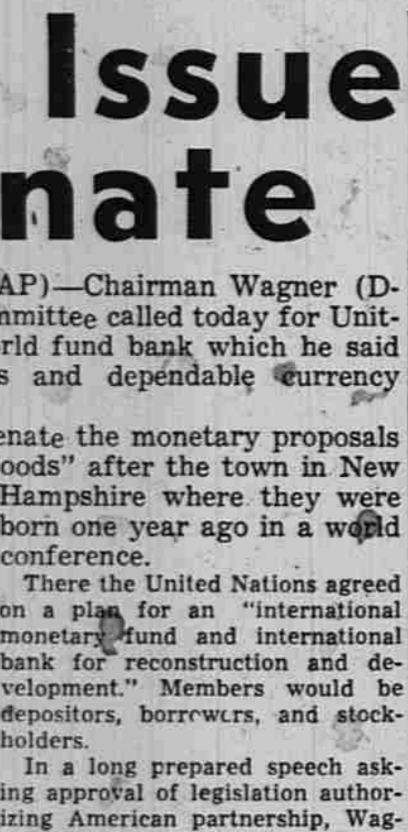 Issue
nate
AP)—Chairman Wagner (D-
mmittee called today for Unit-
rld fund bank which he said
s and dependable currency
enate the monetary proposals
oods" after the town in New
Hampshire where they were
born one year ago in a world
conference.
There the United Nations agreed
on a plan for an "international
monetary fund and international
bank for reconstruction and de-
velopment." Members would be
depositors, borrowers, and stock-
holders.
In a long prepared speech ask-
ing approval of legislation author-
izing American partnership, Wag-